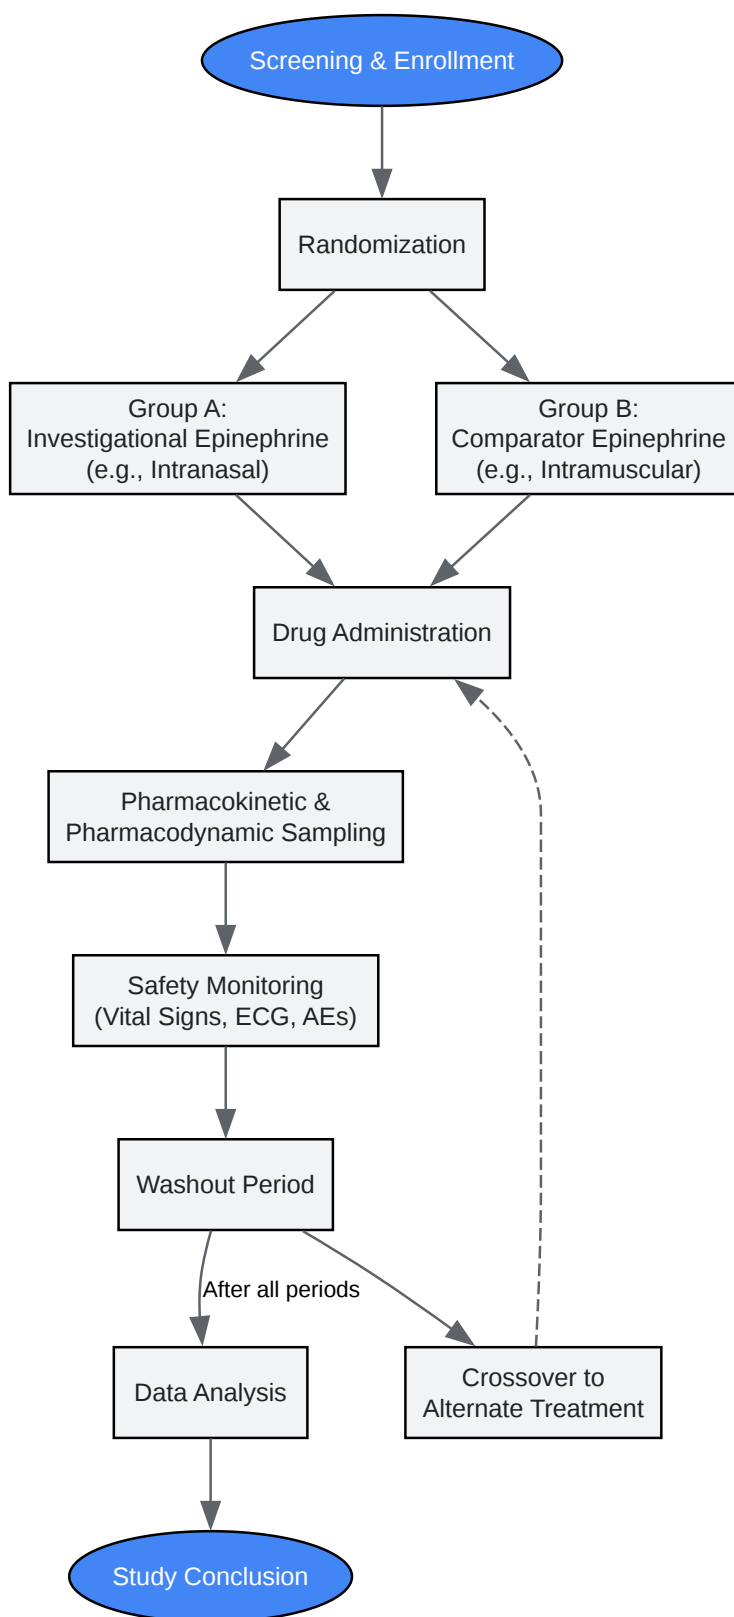 Screening & Enrollment
Randomization
Group A:
Investigational Epinephrine
(e.g., Intranasal)
Group B:
Comparator Epinephrine
(e.g., Intramuscular)
Drug Administration
Pharmacokinetic &
Pharmacodynamic Sampling
Safety Monitoring
(Vital Signs, ECG, AEs)
Washout Period
After all periods
Data Analysis
Crossover to
Alternate Treatment
Study Conclusion